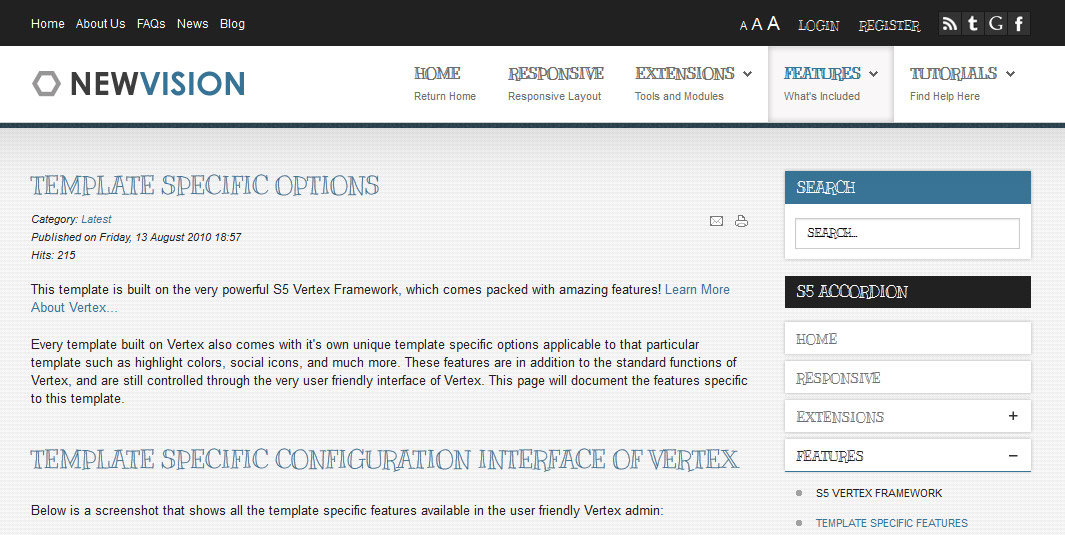 Home About Us FAQs News Blog
A A A LOGIN REGISTER
NEWVISION
HOME RESPONSIVE EXTENSIONS FEATURES TUTORIALS
Return Home Responsive Layout Tools and Modules What's Included Find Help Here
TEMPLATE SPECIFIC OPTIONS
Category: Latest
Published on Friday, 13 August 2010 18:57
Hits: 215
This template is built on the very powerful S5 Vertex Framework, which comes packed with amazing features! Learn More
About Vertex...
Every template built on Vertex also comes with it's own unique template specific options applicable to that particular
template such as highlight colors, social icons, and much more. These features are in addition to the standard functions of
Vertex, and are still controlled through the very user friendly interface of Vertex. This page will document the features specific
to this template.
TEMPLATE SPECIFIC CONFIGURATION INTERFACE OF VERTEX
Below is a screenshot that shows all the template specific features available in the user friendly Vertex admin:
SEARCH
SEARCH...
S5 ACCORDION
HOME
RESPONSIVE
EXTENSIONS +
FEATURES −
S5 VERTEX FRAMEWORK
TEMPLATE SPECIFIC FEATURES